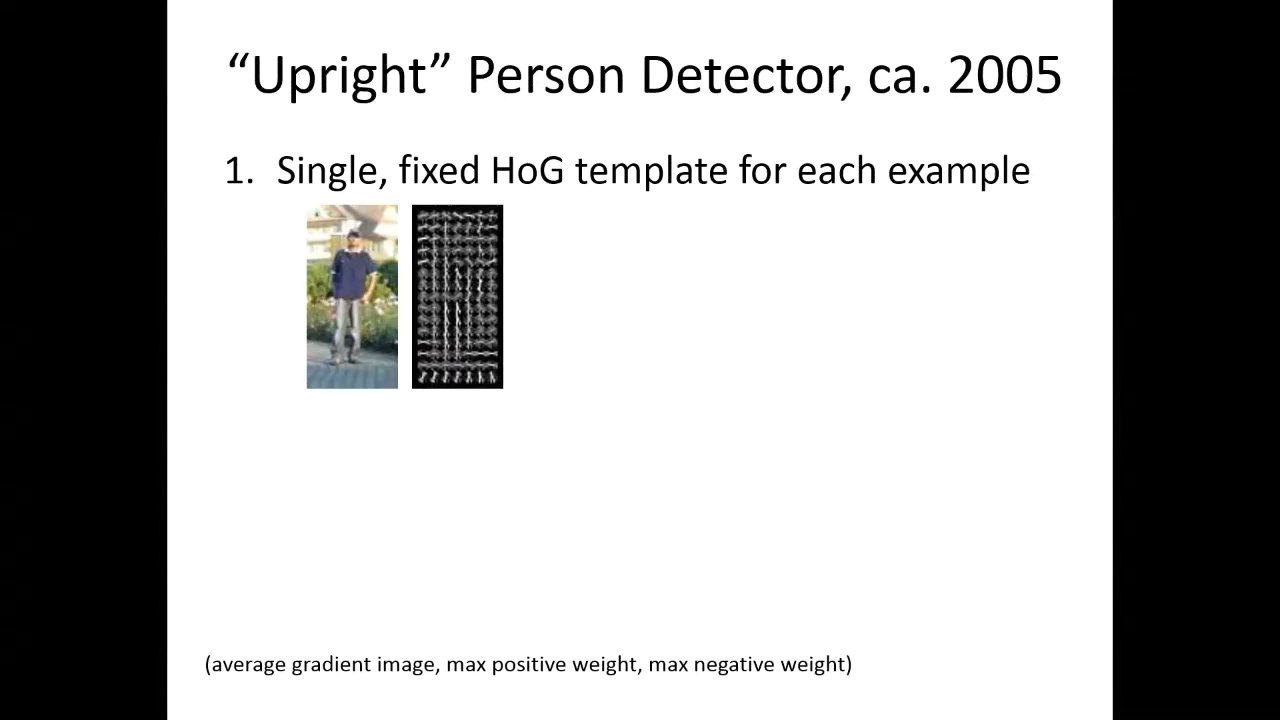 “Upright” Person Detector, ca. 2005
1. Single, fixed HoG template for each example
(average gradient image, max positive weight, max negative weight)